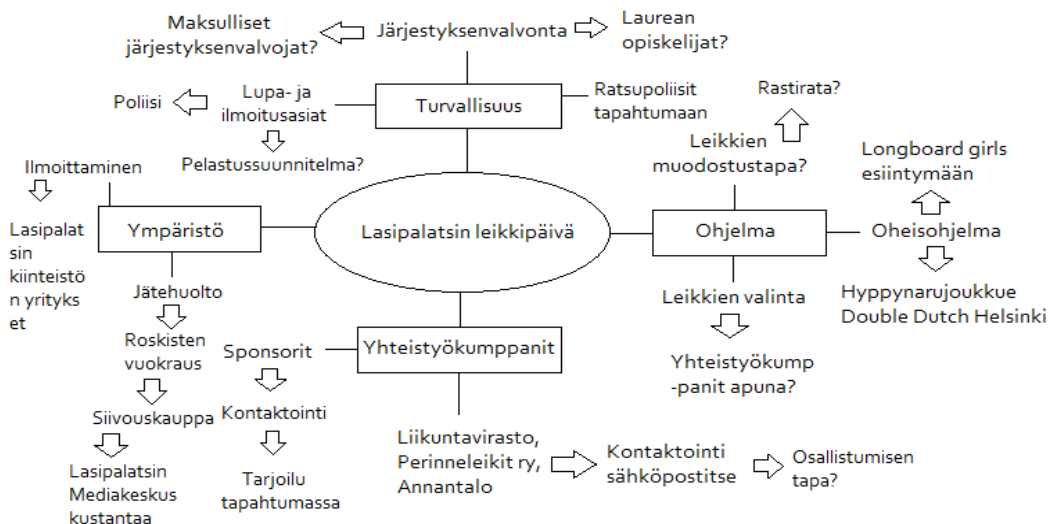 Maksulliset
järjestyksenvalvojat?
Järjestyksenvalvonta
Laurean
opiskelijat?
Poliisi
Lupa- ja
ilmoitusasiat
Turvallisuus
Ratsupoliisit
tapahtumaan
Rastirata?
Pelastussuunnitelma?
Leikkien
muodostustapa?
Longboard girls
esiintymään
Ilmoittaminen
Lasipalat
sin
kiinteistö
n yrityks
et
Ympäristö
Lasipalatsin leikkipäivä
Ohjelma
Oheisohjelma
Jätehuolto
Leikkien valinta
Hyppynarujoukkue
Double Dutch Helsinki
Roskisten
vuokraus
Sponsorit
Yhteistyökumppanit
Yhteistyökump
-panit apuna?
Siivouskauppa
Kontaktointi
Lasipalatsin
Mediakeskus
kustantaa
Tarjoilu
tapahtumassa
Liikuntavirasto,
Perinneleikit ry,
Annantalo
Kontaktointi
sähköpostitse
Osallistumisen
tapa?